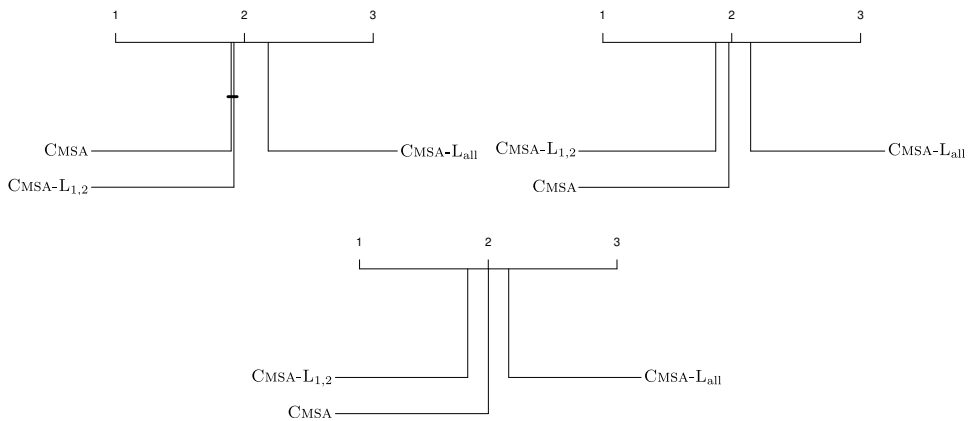 1 2 3
CMSA
CMSA-L1,2
CMSA-Lall
1 2 3
CMSA-L1,2
CMSA
CMSA-Lall
1 2 3
CMSA-L1,2
CMSA
CMSA-Lall